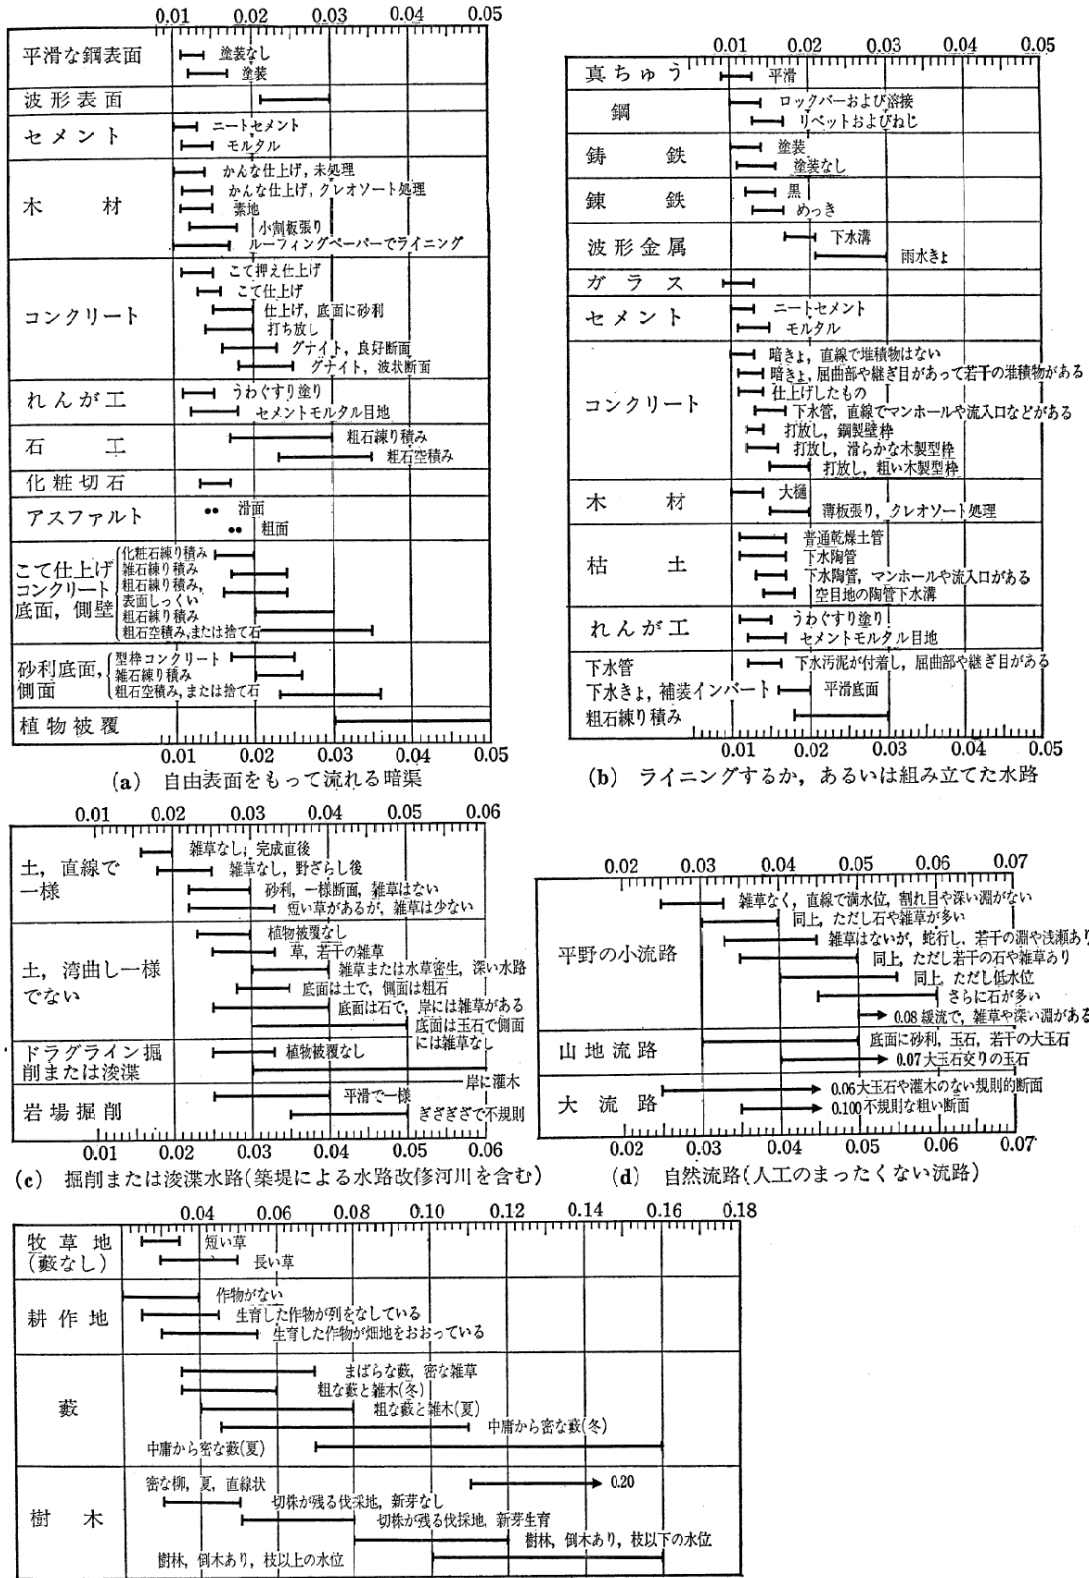 0.01 0.02 0.03 0.04 0.05
平滑な鋼表面
塗装なし
塗装
波形表面
セメント
ニートセメント
モルタル
木材
かんな仕上げ,未処理
かんな仕上げ,クレオソート処理
素地
小割板張り
ルーフィングペーパーでライニング
コンクリート
こて押え仕上げ
こて仕上げ
仕上げ,底面に砂利
打ち放し
グナイト,良好断面
グナイト,波状断面
れんが工
うわぐすり塗り
セメントモルタル目地
石工
粗石練り積み
粗石空積み
化粧切石
アスファルト
滑面
粗面
こて仕上げ
コンクリート
底面,側壁
化粧石練り積み
雑石練り積み
粗石練り積み,
表面しっくい
粗石練り積み
粗石空積み,または捨て石
砂利底面,
側面
型枠コンクリート
雑石練り積み
粗石空積み,または捨て石
植物被覆
0.01 0.02 0.03 0.04 0.05
(a) 自由表面をもって流れる暗渠
0.01 0.02 0.03 0.04 0.05
真ちゅう
平滑
鋼
ロックバーおよび溶接
リベットおよびねじ
鋳鉄
塗装
塗装なし
錬鉄
黒
めっき
波形金属
下水溝
雨水きょ
ガラス
セメント
ニートセメント
モルタル
コンクリート
暗きょ,直線で堆積物はない
暗きょ,屈曲部や継ぎ目があって若干の堆積物がある
仕上げしたもの
下水管,直線でマンホールや流入口などがある
打放し,鋼製壁枠
打放し,滑らかな木製型枠
打放し,粗い木製型枠
木材
大樋
薄板張り,クレオソート処理
枯土
普通乾燥土管
下水陶管
下水陶管,マンホールや流入口がある
空目地の陶管下水溝
れんが工
うわぐすり塗り
セメントモルタル目地
下水管
下水汚泥が付着し,屈曲部や継ぎ目がある
下水きょ,補装インバート
平滑底面
粗石練り積み
0.01 0.02 0.03 0.04 0.05
(b) ライニングするか,あるいは組み立てた水路
0.01 0.02 0.03 0.04 0.06
土,直線で
一様
雑草なし,完成直後
雑草なし,野ざらし後
砂利,一様断面,雑草はない
短い草があるが,雑草は少ない
土,湾曲し一様
でない
植物被覆なし
草,若干の雑草
雑草または水草密生,深い水路
底面は土で,側面は粗石
底面は石で,岸には雑草がある
底面は玉石で側面
には雑草なし
ドラグライン掘
削または浚渫
植物被覆なし
岸に灌木
岩場掘削
平滑で一様
ぎざぎざで不規則
0.01 0.02 0.03 0.04 0.05 0.06
(c) 掘削または浚渫水路(築堤による水路改修河川を含む)
0.02 0.03 0.04 0.05 0.06 0.07
平野の小流路
雑草なく,直線で満水位,割れ目や深い淵がない
同上,ただし石や雑草が多い
雑草はないが,蛇行し,若干の淵や浅瀬あり
同上,ただし若干の石や雑草あり
同上,ただし低水位
さらに石が多い
0.08 緩流で,雑草や深い淵がある
山地流路
底面に砂利,玉石,若干の大玉石
0.07 大玉石交りの玉石
大流路
0.06 大玉石や灌木のない規則的断面
0.100 不規則な粗い断面
0.02 0.03 0.04 0.05 0.06 0.07
(d) 自然流路(人工のまったくない流路)
0.04 0.06 0.08 0.10 0.12 0.14 0.16 0.18
牧草地
(藪なし)
短い草
長い草
耕作地
作物がない
生育した作物が列をなしている
生育した作物が畑地をおおっている
藪
まばらな藪,密な雑草
粗な藪と雑木(冬)
粗な藪と雑木(夏)
中庸から密な藪(冬)
中庸から密な藪(夏)
樹木
密な柳,夏,直線状
0.20
切株が残る伐採地,新芽なし
切株が残る伐採地,新芽生育
樹林,倒木あり,枝以下の水位
樹林,倒木あり,枝以上の水位